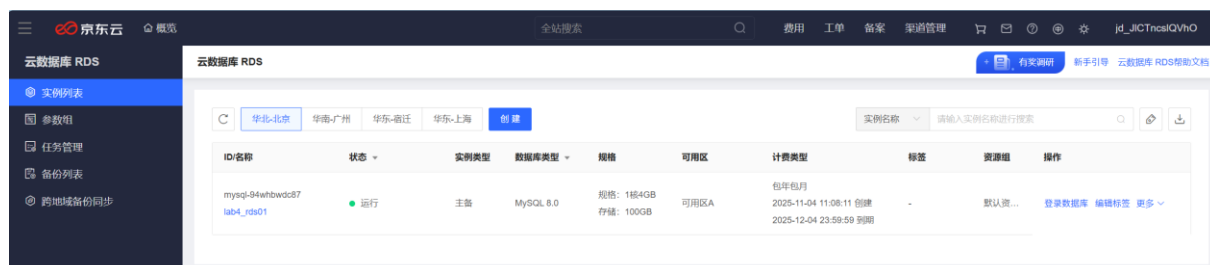 京东云 概览 全站搜索 费用 工单 备案 渠道管理 jd_JlCTncslQVhO
云数据库 RDS
云数据库 RDS 有奖调研 新手引导 云数据库 RDS帮助文档
实例列表
参数组
任务管理
备份列表
跨地域备份同步
华北-北京 华南-广州 华东-宿迁 华东-上海 创建 实例名称 请输入实例名称进行搜索
ID/名称 状态 实例类型 数据库类型 规格 可用区 计费类型 标签 资源组 操作
mysql-94whbwdc87
lab4_rds01
运行 主备 MySQL 8.0
规格：1核4GB
存储：100GB
可用区A
包年包月
2025-11-04 11:08:11 创建
2025-12-04 23:59:59 到期
-
默认资...
登录数据库 编辑标签 更多